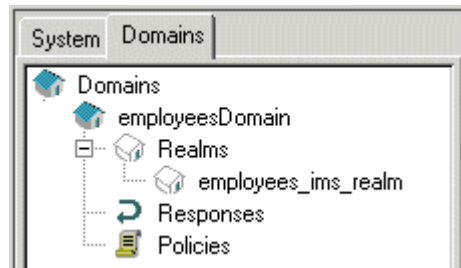 System Domains
Domains
employeesDomain
Realms
employees_ims_realm
Responses
Policies